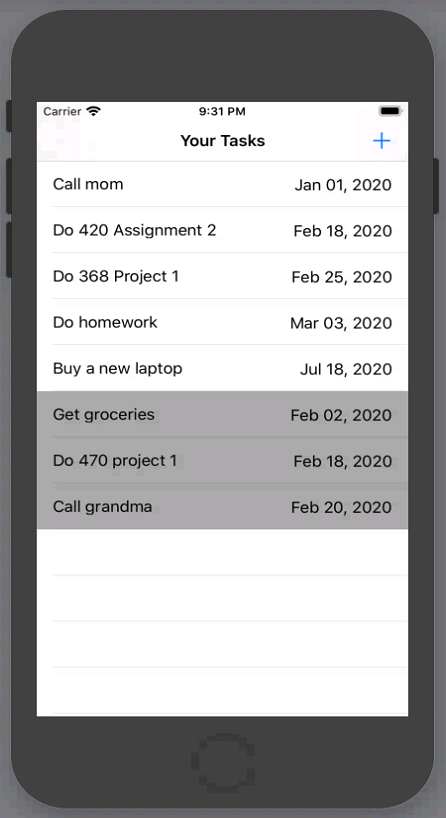 Carrier 9:31 PM
Your Tasks +
Call mom Jan 01, 2020
Do 420 Assignment 2 Feb 18, 2020
Do 368 Project 1 Feb 25, 2020
Do homework Mar 03, 2020
Buy a new laptop Jul 18, 2020
Get groceries Feb 02, 2020
Do 470 project 1 Feb 18, 2020
Call grandma Feb 20, 2020